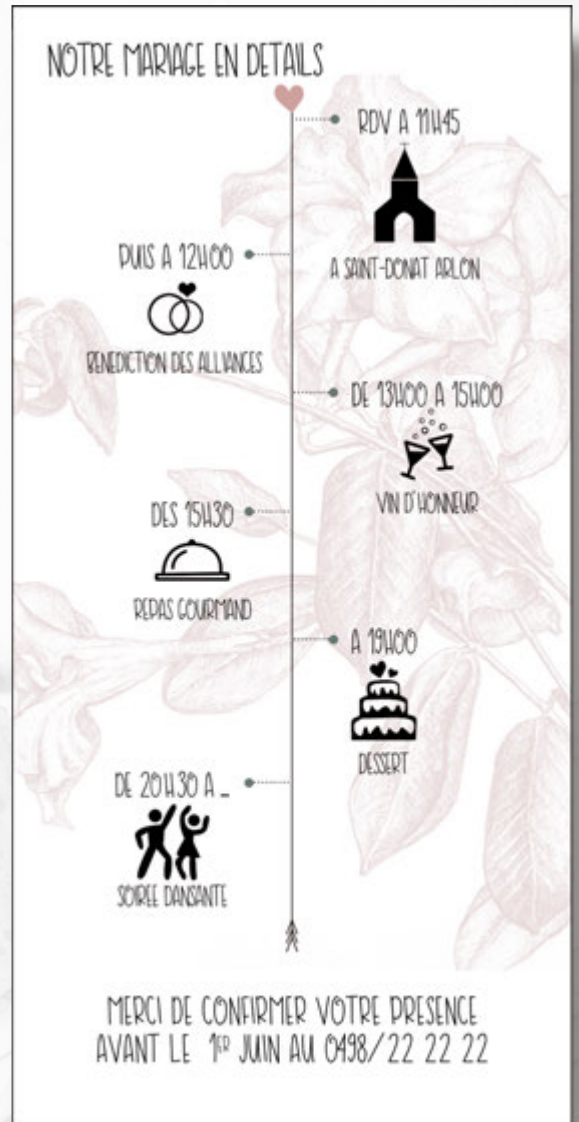 NOTRE MARIAGE EN DETAILS
RDV A 11H45
A SAINT-DONAT ARLON
PUIS A 12H00
BENEDICTION DES ALLIANCES
DE 13H00 A 15H00
VIN D'HONNEUR
DES 15H30
REPAS GOURMAND
A 19H00
DESSERT
DE 20H30 A _
SOIREE DANSANTE
MERCI DE CONFIRMER VOTRE PRESENCE
AVANT LE 1ER JUIN AU 0498/22 22 22